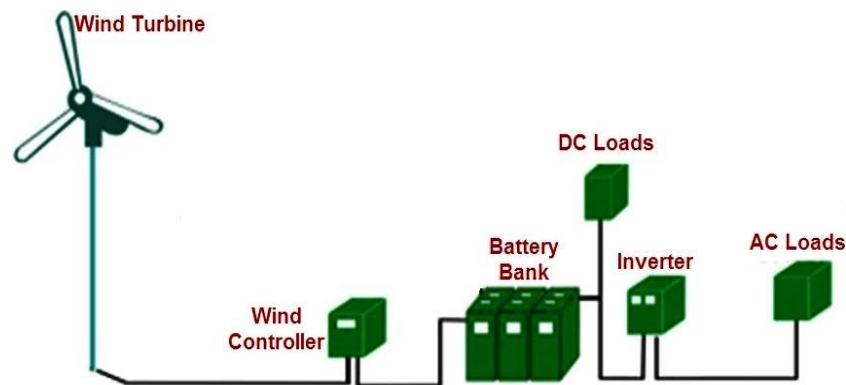 Wind Turbine
DC Loads
Battery
Bank
Inverter
AC Loads
Wind
Controller